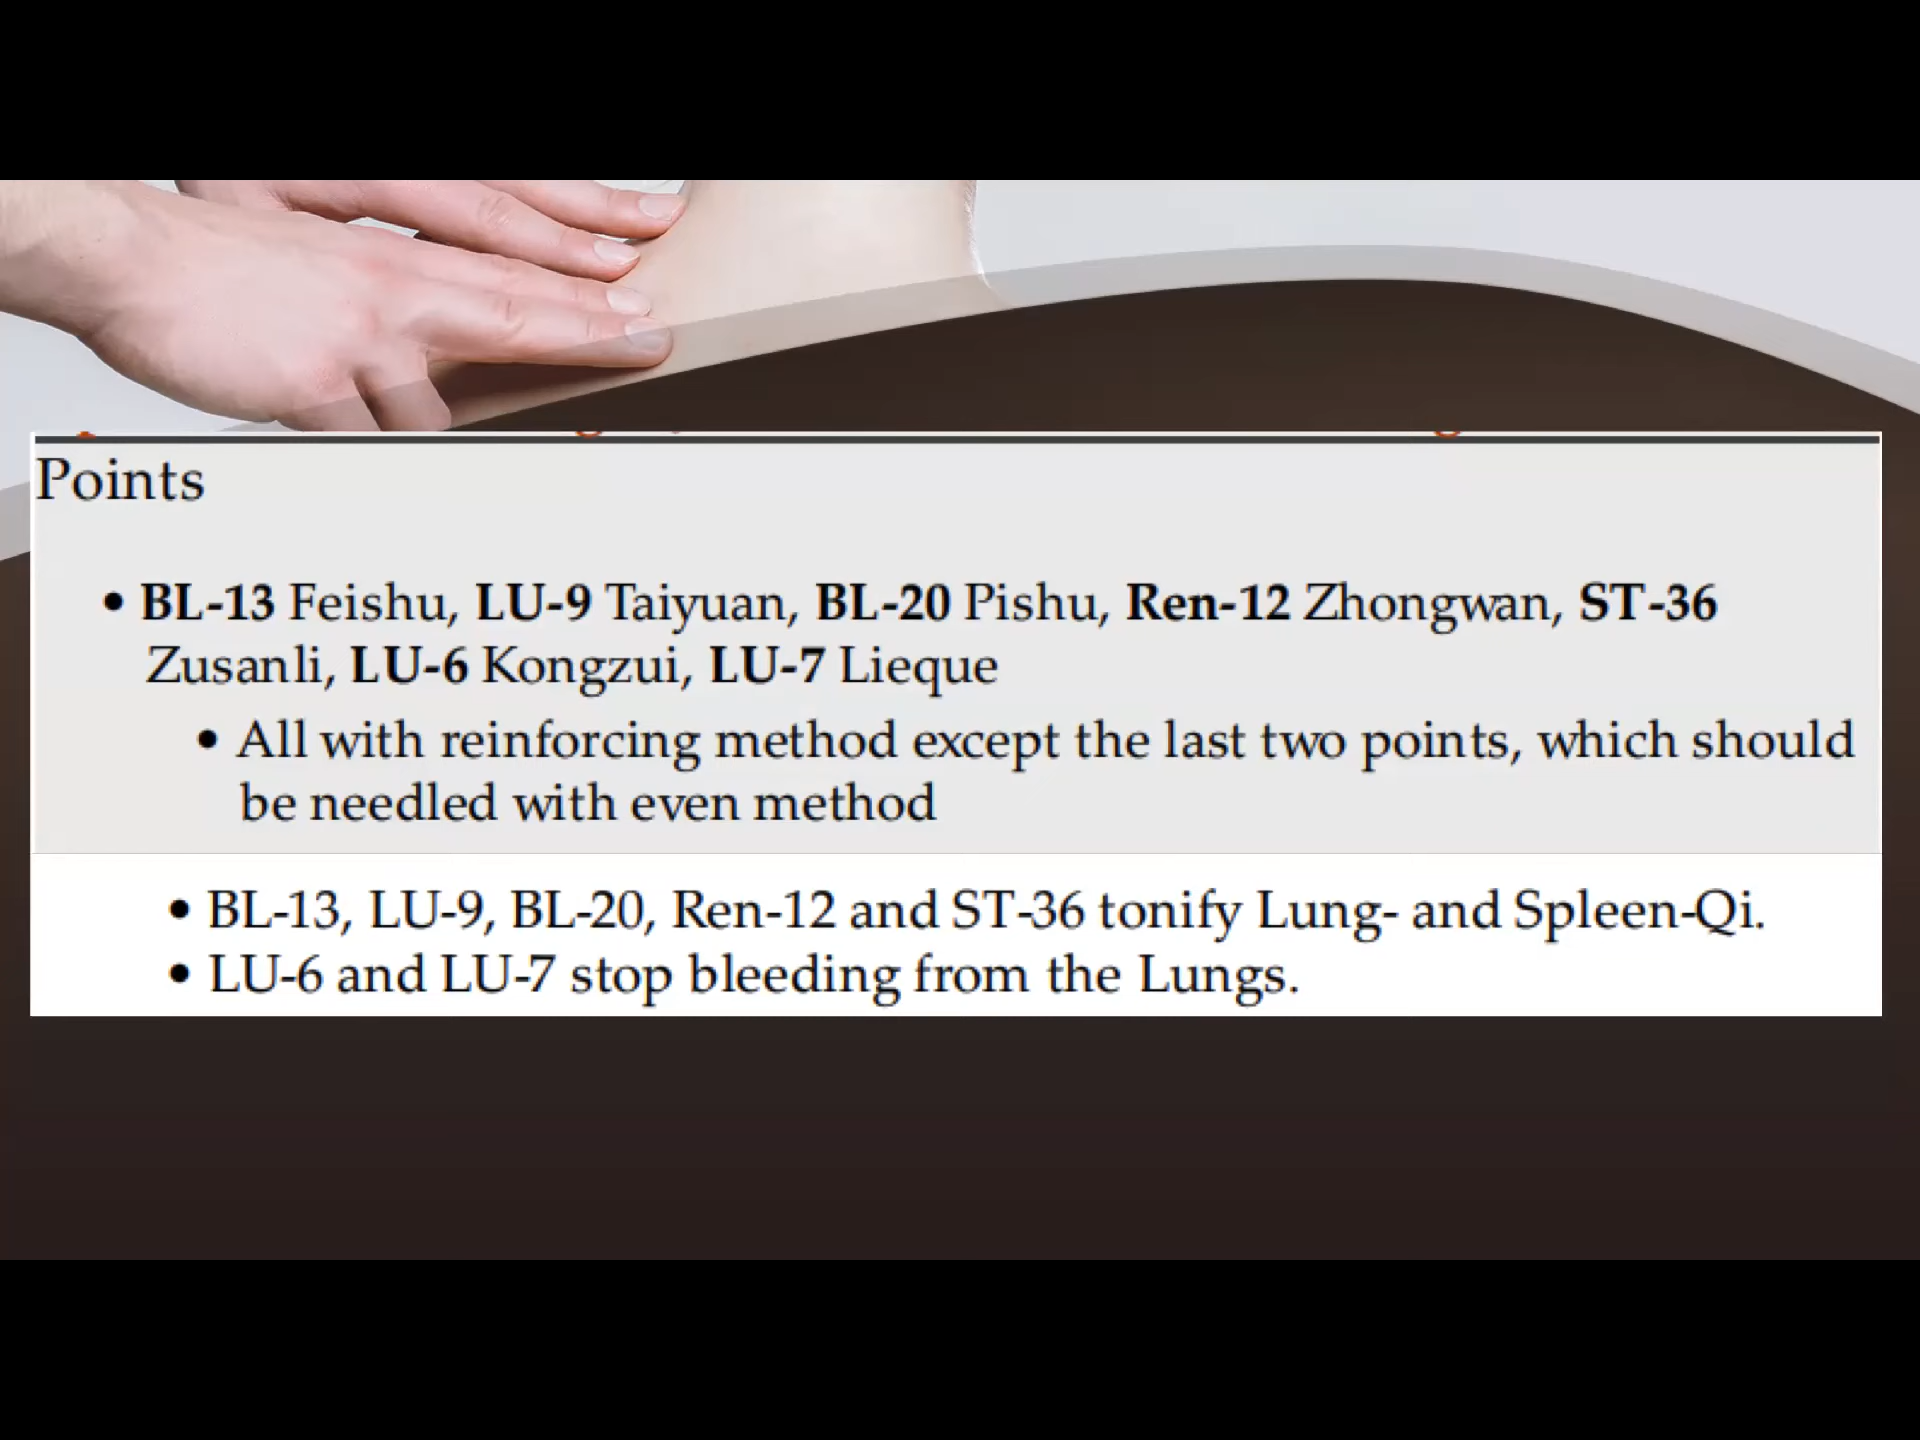 Points
• BL-13 Feishu, LU-9 Taiyuan, BL-20 Pishu, Ren-12 Zhongwan, ST-36
Zusanli, LU-6 Kongzui, LU-7 Lieque
• All with reinforcing method except the last two points, which should
be needled with even method
• BL-13, LU-9, BL-20, Ren-12 and ST-36 tonify Lung- and Spleen-Qi.
• LU-6 and LU-7 stop bleeding from the Lungs.